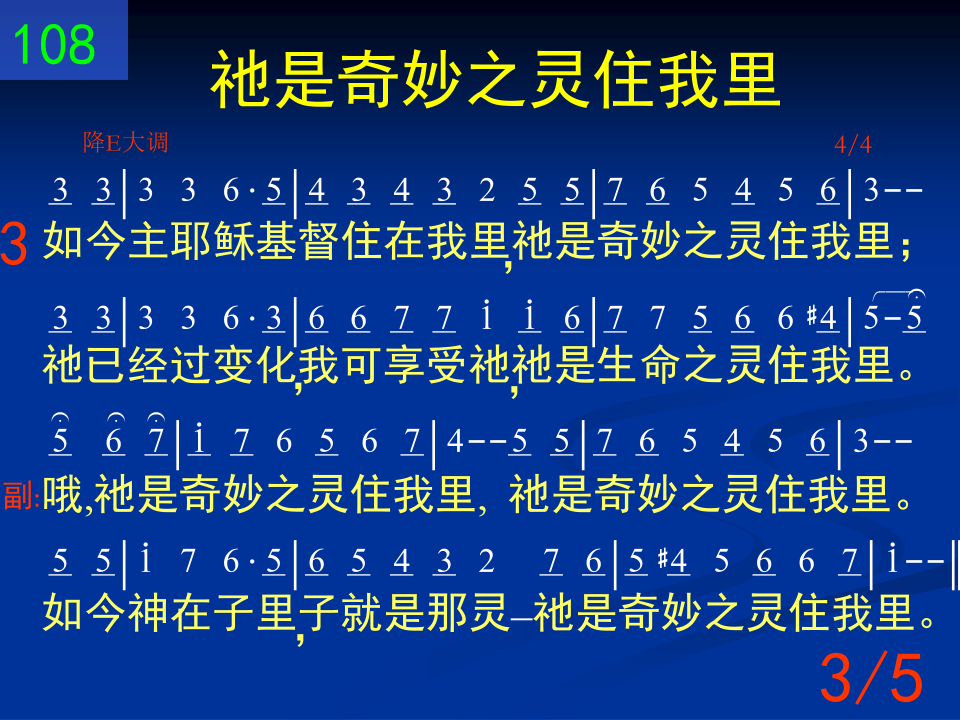 108
祂是奇妙之灵住我里
降E大调 4/4
3 3|3 3 6·5|4 3 4 3 2 5 5|7 6 5 4 5 6|3--
3 如今主耶稣基督住在我里,祂是奇妙之灵住我里；
3 3|3 3 6·3|6 6 7 7 i i 6|7 7 5 6 6 #4|5-5
祂已经过变化,我可享受祂,祂是生命之灵住我里。
5 6 7|i 7 6 5 6 7|4--5 5|7 6 5 4 5 6|3--
副:哦,祂是奇妙之灵住我里, 祂是奇妙之灵住我里。
5 5|i 7 6·5|6 5 4 3 2 7 6|5 #4 5 6 6 7|i--‖
如今神在子里,子就是那灵–祂是奇妙之灵住我里。
3/5